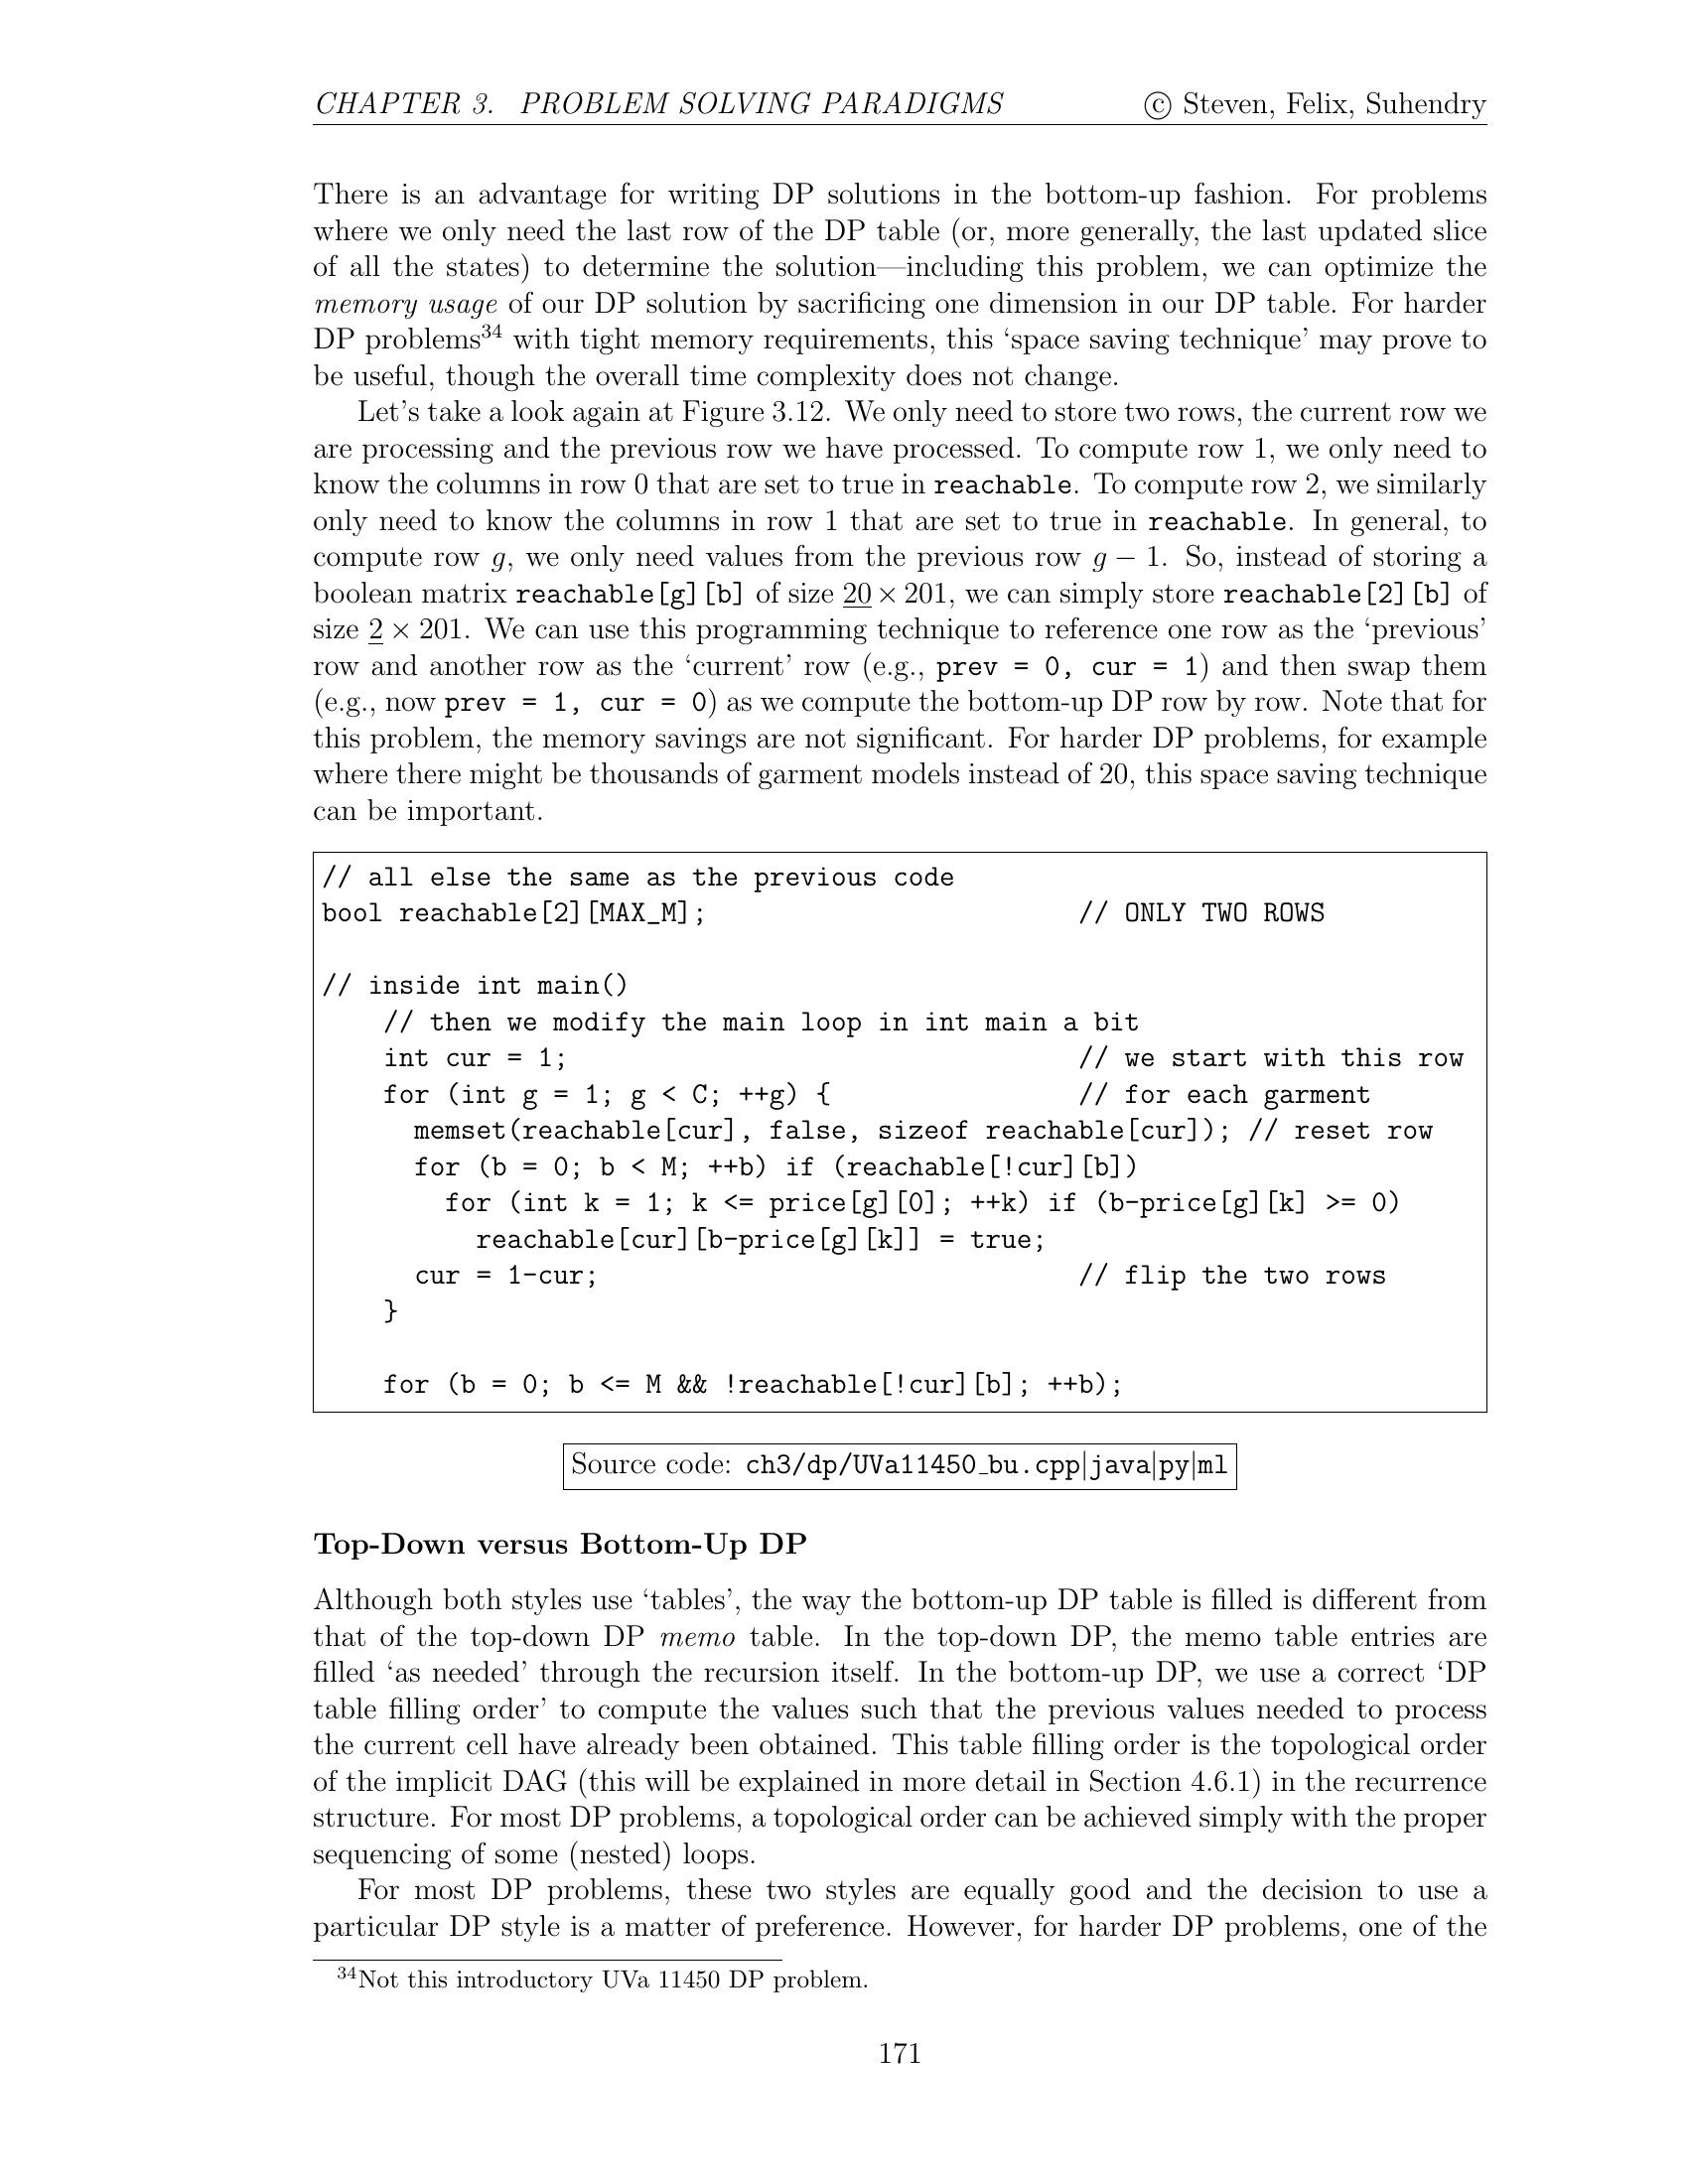 CHAPTER 3. PROBLEM SOLVING PARADIGMS © Steven, Felix, Suhendry
There is an advantage for writing DP solutions in the bottom-up fashion. For problems
where we only need the last row of the DP table (or, more generally, the last updated slice
of all the states) to determine the solution—including this problem, we can optimize the
memory usage of our DP solution by sacrificing one dimension in our DP table. For harder
DP problems34 with tight memory requirements, this ‘space saving technique’ may prove to
be useful, though the overall time complexity does not change.
Let’s take a look again at Figure 3.12. We only need to store two rows, the current row we
are processing and the previous row we have processed. To compute row 1, we only need to
know the columns in row 0 that are set to true in reachable. To compute row 2, we similarly
only need to know the columns in row 1 that are set to true in reachable. In general, to
compute row g, we only need values from the previous row g − 1. So, instead of storing a
boolean matrix reachable[g][b] of size 20 × 201, we can simply store reachable[2][b] of
size 2 × 201. We can use this programming technique to reference one row as the ‘previous’
row and another row as the ‘current’ row (e.g., prev = 0, cur = 1) and then swap them
(e.g., now prev = 1, cur = 0) as we compute the bottom-up DP row by row. Note that for
this problem, the memory savings are not significant. For harder DP problems, for example
where there might be thousands of garment models instead of 20, this space saving technique
can be important.
// all else the same as the previous code
bool reachable[2][MAX_M]; // ONLY TWO ROWS
// inside int main()
// then we modify the main loop in int main a bit
int cur = 1; // we start with this row
for (int g = 1; g < C; ++g) { // for each garment
memset(reachable[cur], false, sizeof reachable[cur]); // reset row
for (b = 0; b < M; ++b) if (reachable[!cur][b])
for (int k = 1; k <= price[g][0]; ++k) if (b-price[g][k] >= 0)
reachable[cur][b-price[g][k]] = true;
cur = 1-cur; // flip the two rows
}
for (b = 0; b <= M && !reachable[!cur][b]; ++b);
Source code: ch3/dp/UVa11450_bu.cpp|java|py|ml
Top-Down versus Bottom-Up DP
Although both styles use ‘tables’, the way the bottom-up DP table is filled is different from
that of the top-down DP memo table. In the top-down DP, the memo table entries are
filled ‘as needed’ through the recursion itself. In the bottom-up DP, we use a correct ‘DP
table filling order’ to compute the values such that the previous values needed to process
the current cell have already been obtained. This table filling order is the topological order
of the implicit DAG (this will be explained in more detail in Section 4.6.1) in the recurrence
structure. For most DP problems, a topological order can be achieved simply with the proper
sequencing of some (nested) loops.
For most DP problems, these two styles are equally good and the decision to use a
particular DP style is a matter of preference. However, for harder DP problems, one of the
34Not this introductory UVa 11450 DP problem.
171